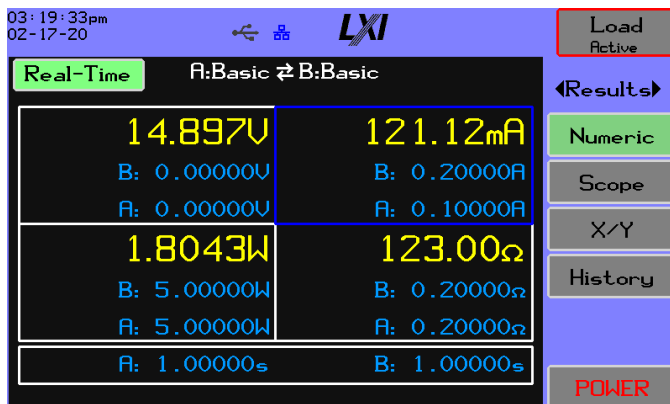 03:19:33pm
02-17-20
LXI
Load
Active
Real-Time
A:Basic ⇄ B:Basic
◀Results▶
14.897V
121.12mA
B: 0.00000V
B: 0.20000A
A: 0.00000V
A: 0.10000A
1.8043W
123.00Ω
B: 5.00000W
B: 0.20000Ω
A: 5.00000W
A: 0.20000Ω
A: 1.00000s
B: 1.00000s
Numeric
Scope
X/Y
History
POWER